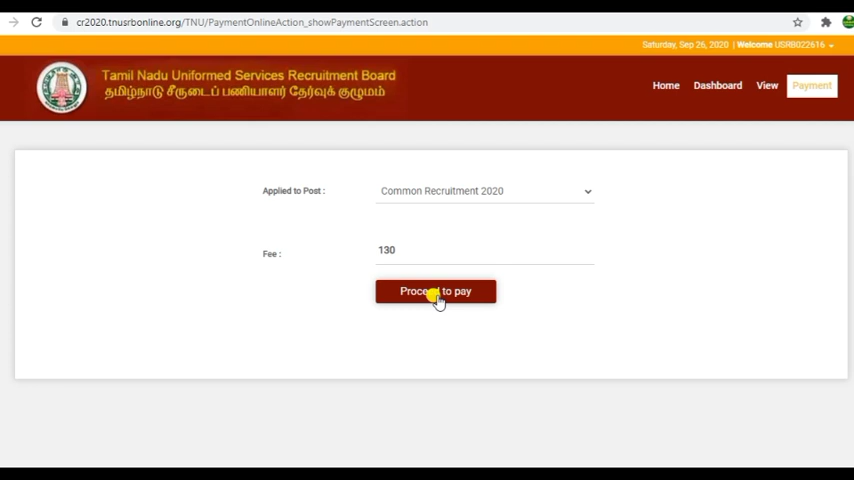 cr2020.tnusrbonline.org/TNU/PaymentOnlineAction_showPaymentScreen.action
Saturday, Sep 26, 2020 | Welcome USRB022616
Tamil Nadu Uniformed Services Recruitment Board
தமிழ்நாடு சீருடைப் பணியாளர் தேர்வுக் குழுமம்
Home Dashboard View Payment
Applied to Post : Common Recruitment 2020
Fee : 130
Proceed to pay